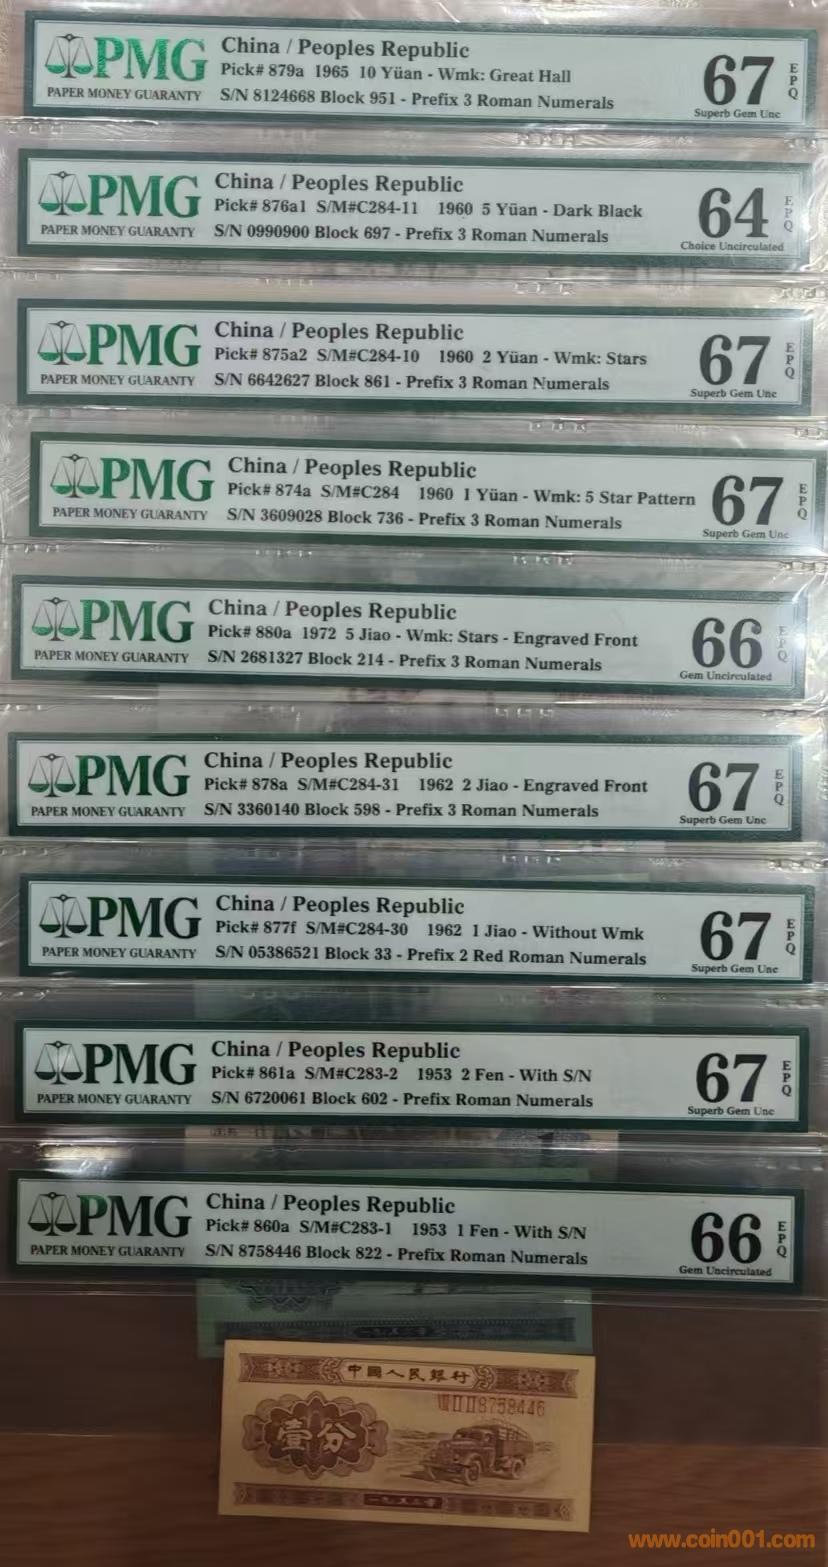 PMG
PAPER MONEY GUARANTY
China / Peoples Republic
Pick# 879a 1965 10 Yüan - Wmk: Great Hall
S/N 8124668 Block 951 - Prefix 3 Roman Numerals
67
EPQ
Superb Gem Unc
PMG
PAPER MONEY GUARANTY
China / Peoples Republic
Pick# 876a1 S/M#C284-11 1960 5 Yüan - Dark Black
S/N 0990900 Block 697 - Prefix 3 Roman Numerals
64
EPQ
Choice Uncirculated
PMG
PAPER MONEY GUARANTY
China / Peoples Republic
Pick# 875a2 S/M#C284-10 1960 2 Yüan - Wmk: Stars
S/N 6642627 Block 861 - Prefix 3 Roman Numerals
67
EPQ
Superb Gem Unc
PMG
PAPER MONEY GUARANTY
China / Peoples Republic
Pick# 874a S/M#C284 1960 1 Yüan - Wmk: 5 Star Pattern
S/N 3609028 Block 736 - Prefix 3 Roman Numerals
67
EPQ
Superb Gem Unc
PMG
PAPER MONEY GUARANTY
China / Peoples Republic
Pick# 880a 1972 5 Jiao - Wmk: Stars - Engraved Front
S/N 2681327 Block 214 - Prefix 3 Roman Numerals
66
EPQ
Gem Uncirculated
PMG
PAPER MONEY GUARANTY
China / Peoples Republic
Pick# 878a S/M#C284-31 1962 2 Jiao - Engraved Front
S/N 3360140 Block 598 - Prefix 3 Roman Numerals
67
EPQ
Superb Gem Unc
PMG
PAPER MONEY GUARANTY
China / Peoples Republic
Pick# 877f S/M#C284-30 1962 1 Jiao - Without Wmk
S/N 05386521 Block 33 - Prefix 2 Red Roman Numerals
67
EPQ
Superb Gem Unc
PMG
PAPER MONEY GUARANTY
China / Peoples Republic
Pick# 861a S/M#C283-2 1953 2 Fen - With S/N
S/N 6720061 Block 602 - Prefix Roman Numerals
67
EPQ
Superb Gem Unc
PMG
PAPER MONEY GUARANTY
China / Peoples Republic
Pick# 860a S/M#C283-1 1953 1 Fen - With S/N
S/N 8758446 Block 822 - Prefix Roman Numerals
66
EPQ
Gem Uncirculated
一九五三年
中國人民銀行
ⅧⅡⅡ8758446
壹分
一九五三年
www.coin001.com